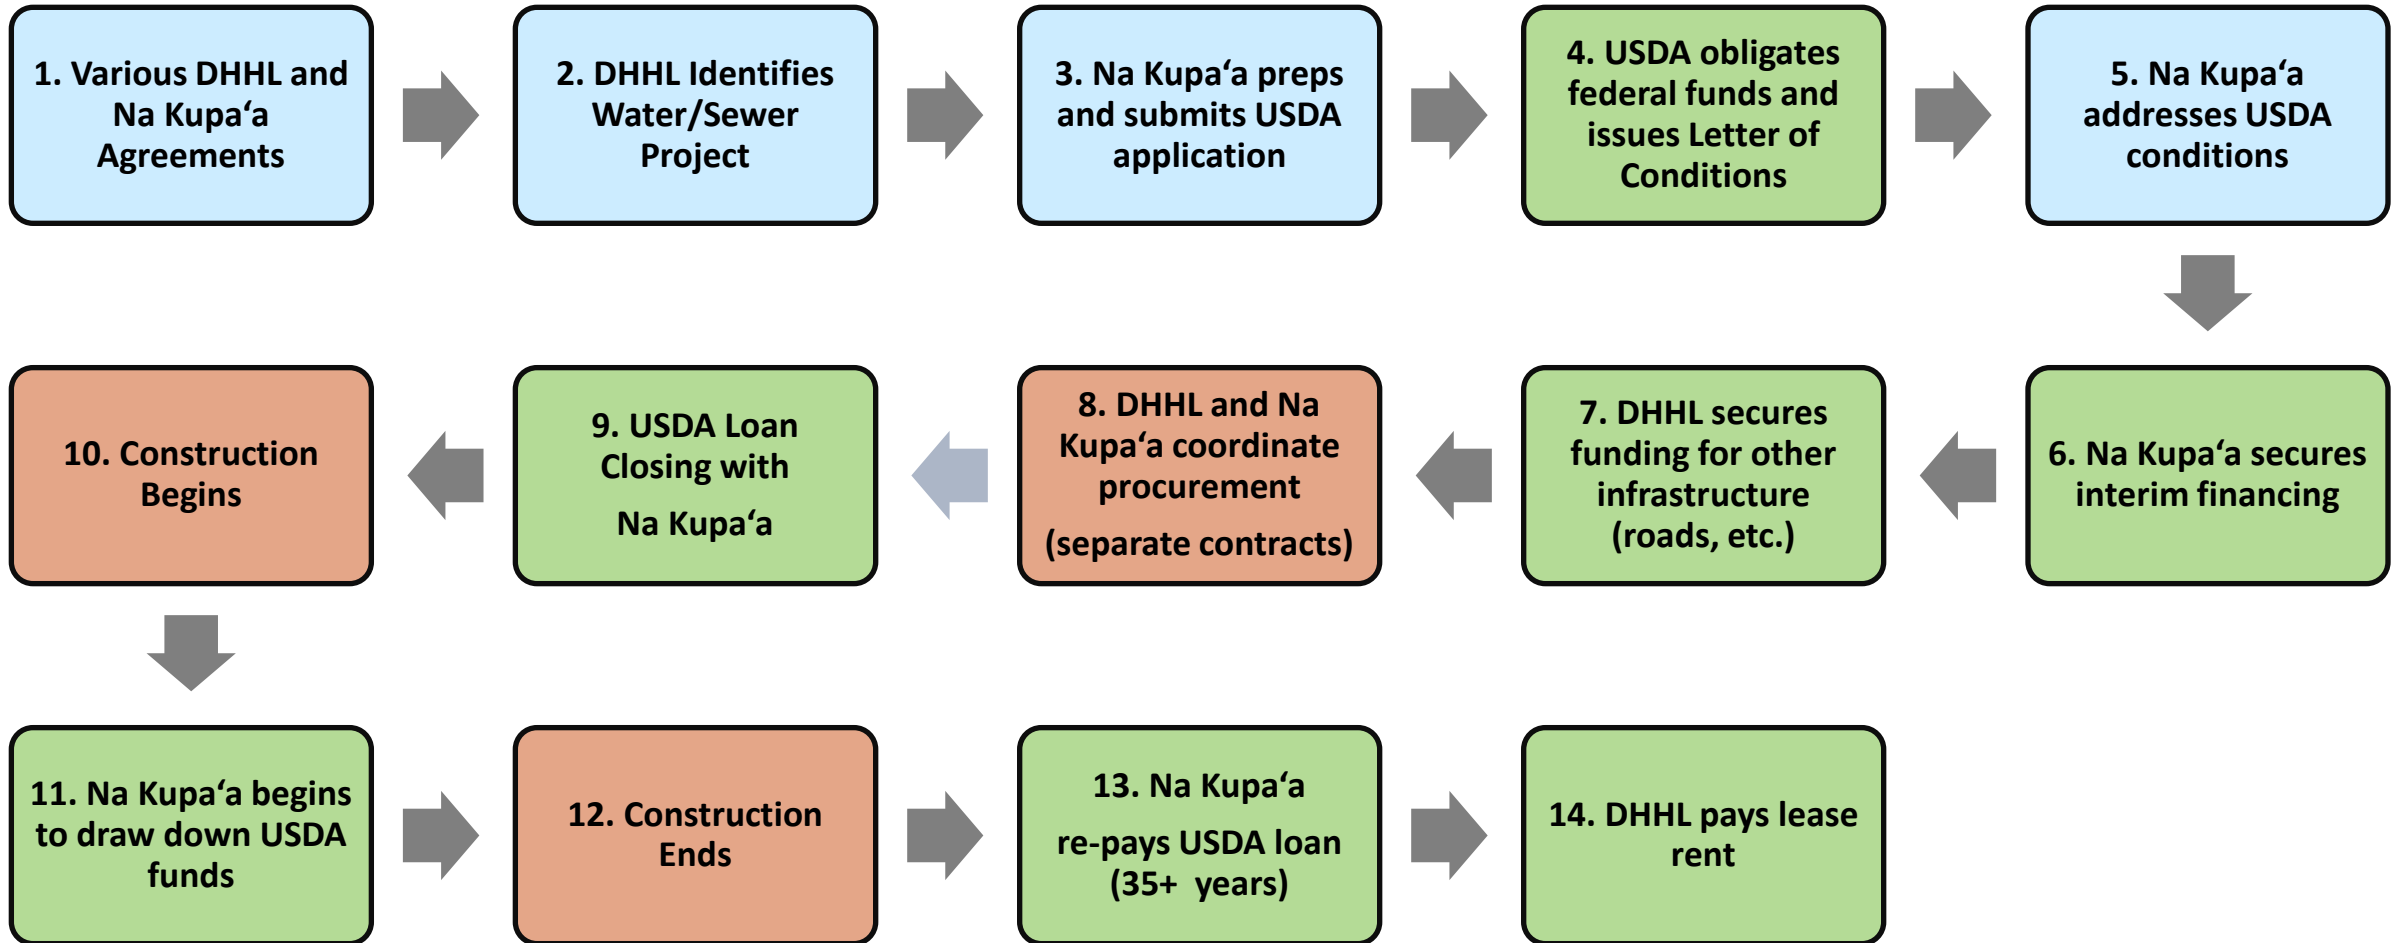 1. Various DHHL and
Na Kupa‘a
Agreements
2. DHHL Identifies
Water/Sewer
Project
3. Na Kupa‘a preps
and submits USDA
application
4. USDA obligates
federal funds and
issues Letter of
Conditions
5. Na Kupa‘a
addresses USDA
conditions
6. Na Kupa‘a secures
interim financing
7. DHHL secures
funding for other
infrastructure
(roads, etc.)
8. DHHL and Na
Kupa‘a coordinate
procurement
(separate contracts)
9. USDA Loan
Closing with
Na Kupa‘a
10. Construction
Begins
11. Na Kupa‘a begins
to draw down USDA
funds
12. Construction
Ends
13. Na Kupa‘a
re-pays USDA loan
(35+ years)
14. DHHL pays lease
rent